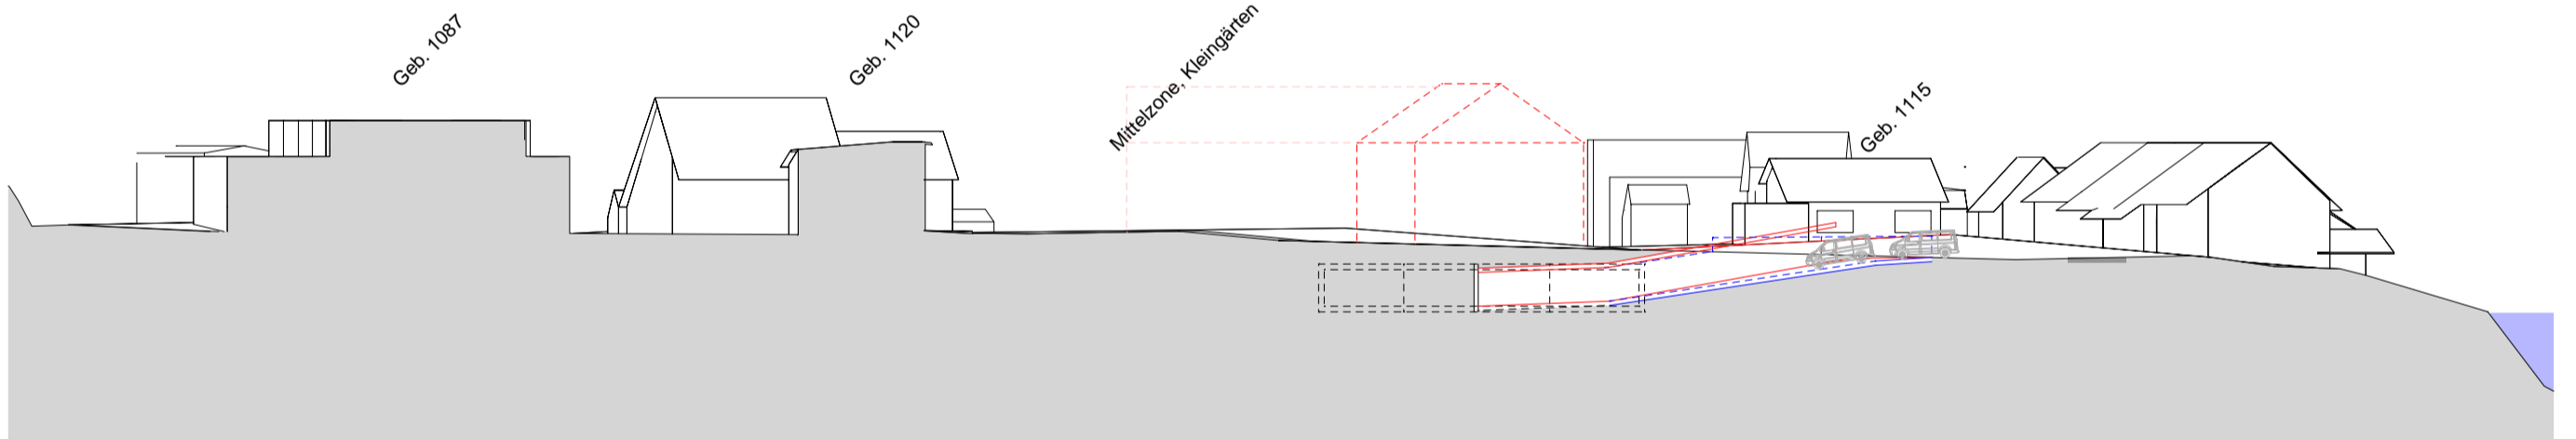 Geb. 1087
Geb. 1120
Mittelzone, Kleingärten
Geb. 1115